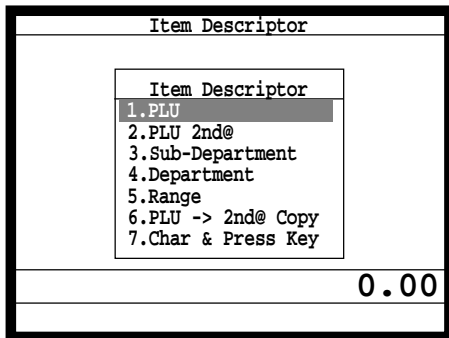 Item Descriptor
Item Descriptor
1.PLU
2.PLU 2nd@
3.Sub-Department
4.Department
5.Range
6.PLU -> 2nd@ Copy
7.Char & Press Key
0.00